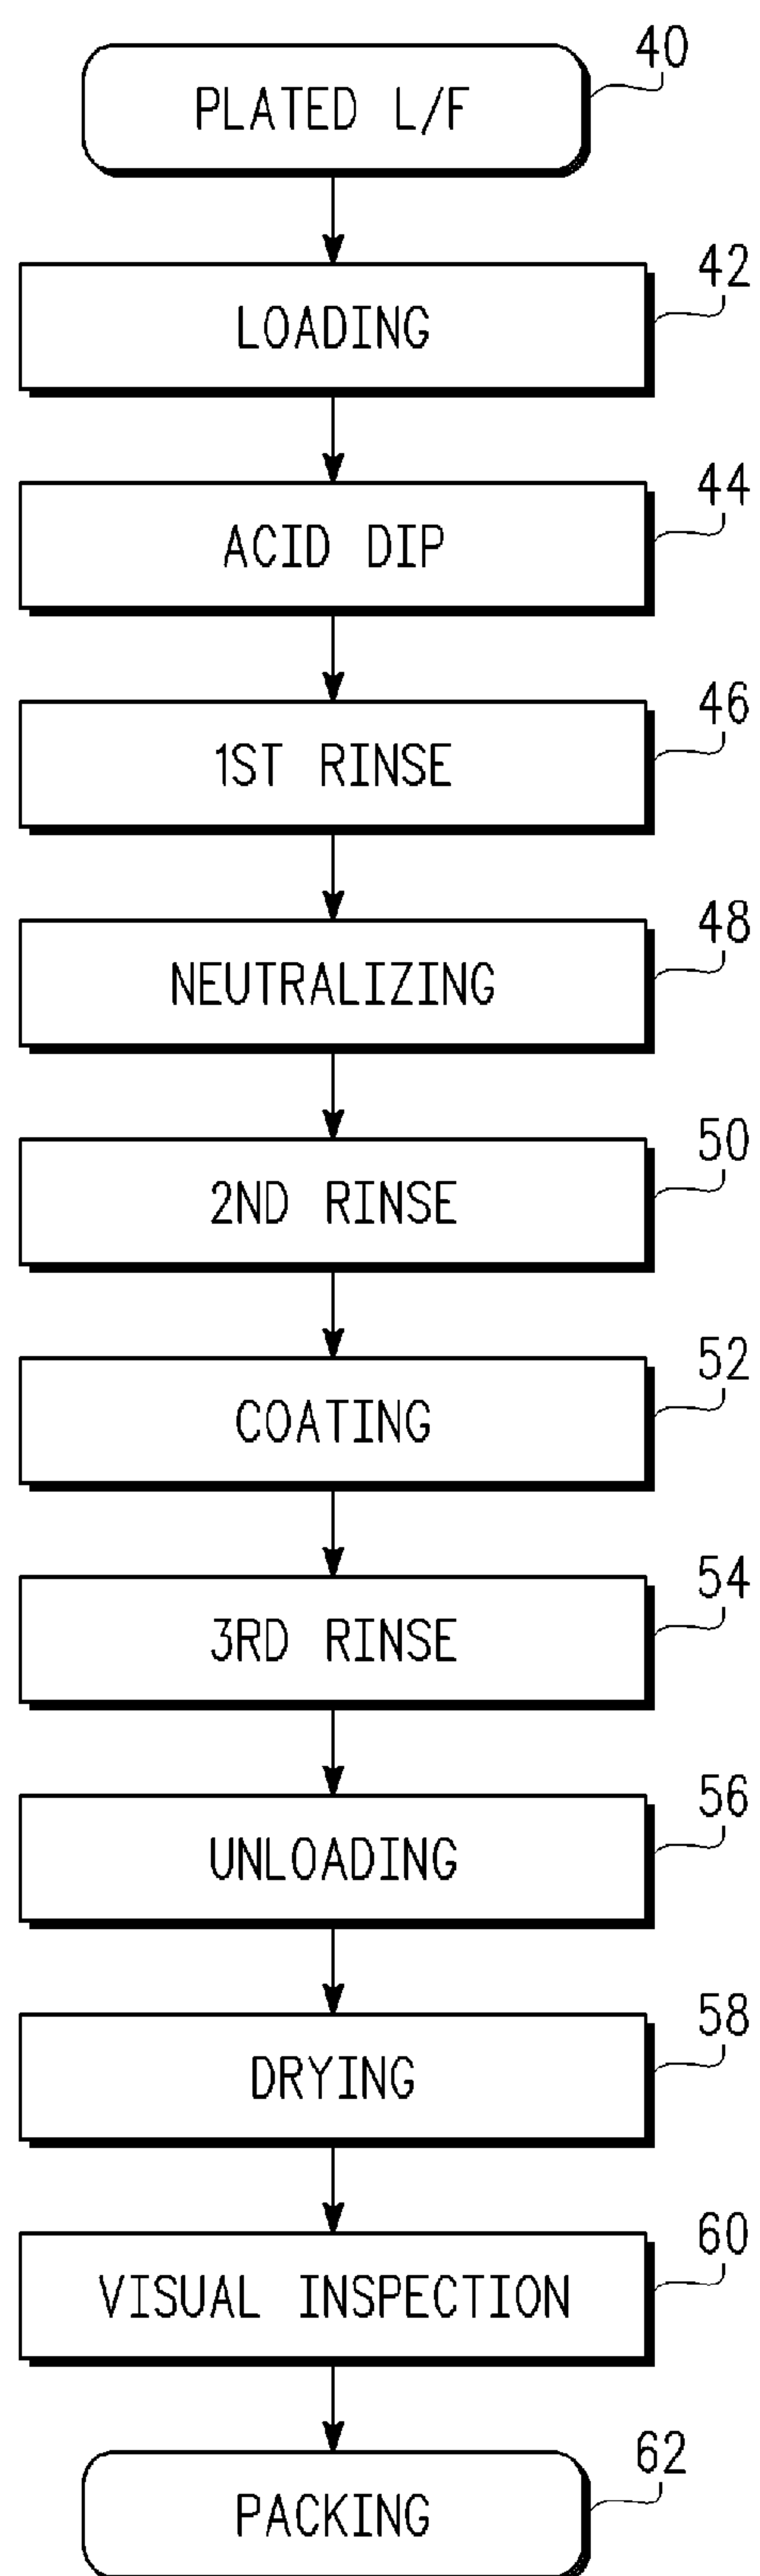 40
PLATED L/F
42
LOADING
44
ACID DIP
46
1ST RINSE
48
NEUTRALIZING
50
2ND RINSE
52
COATING
54
3RD RINSE
56
UNLOADING
58
DRYING
60
VISUAL INSPECTION
62
PACKING